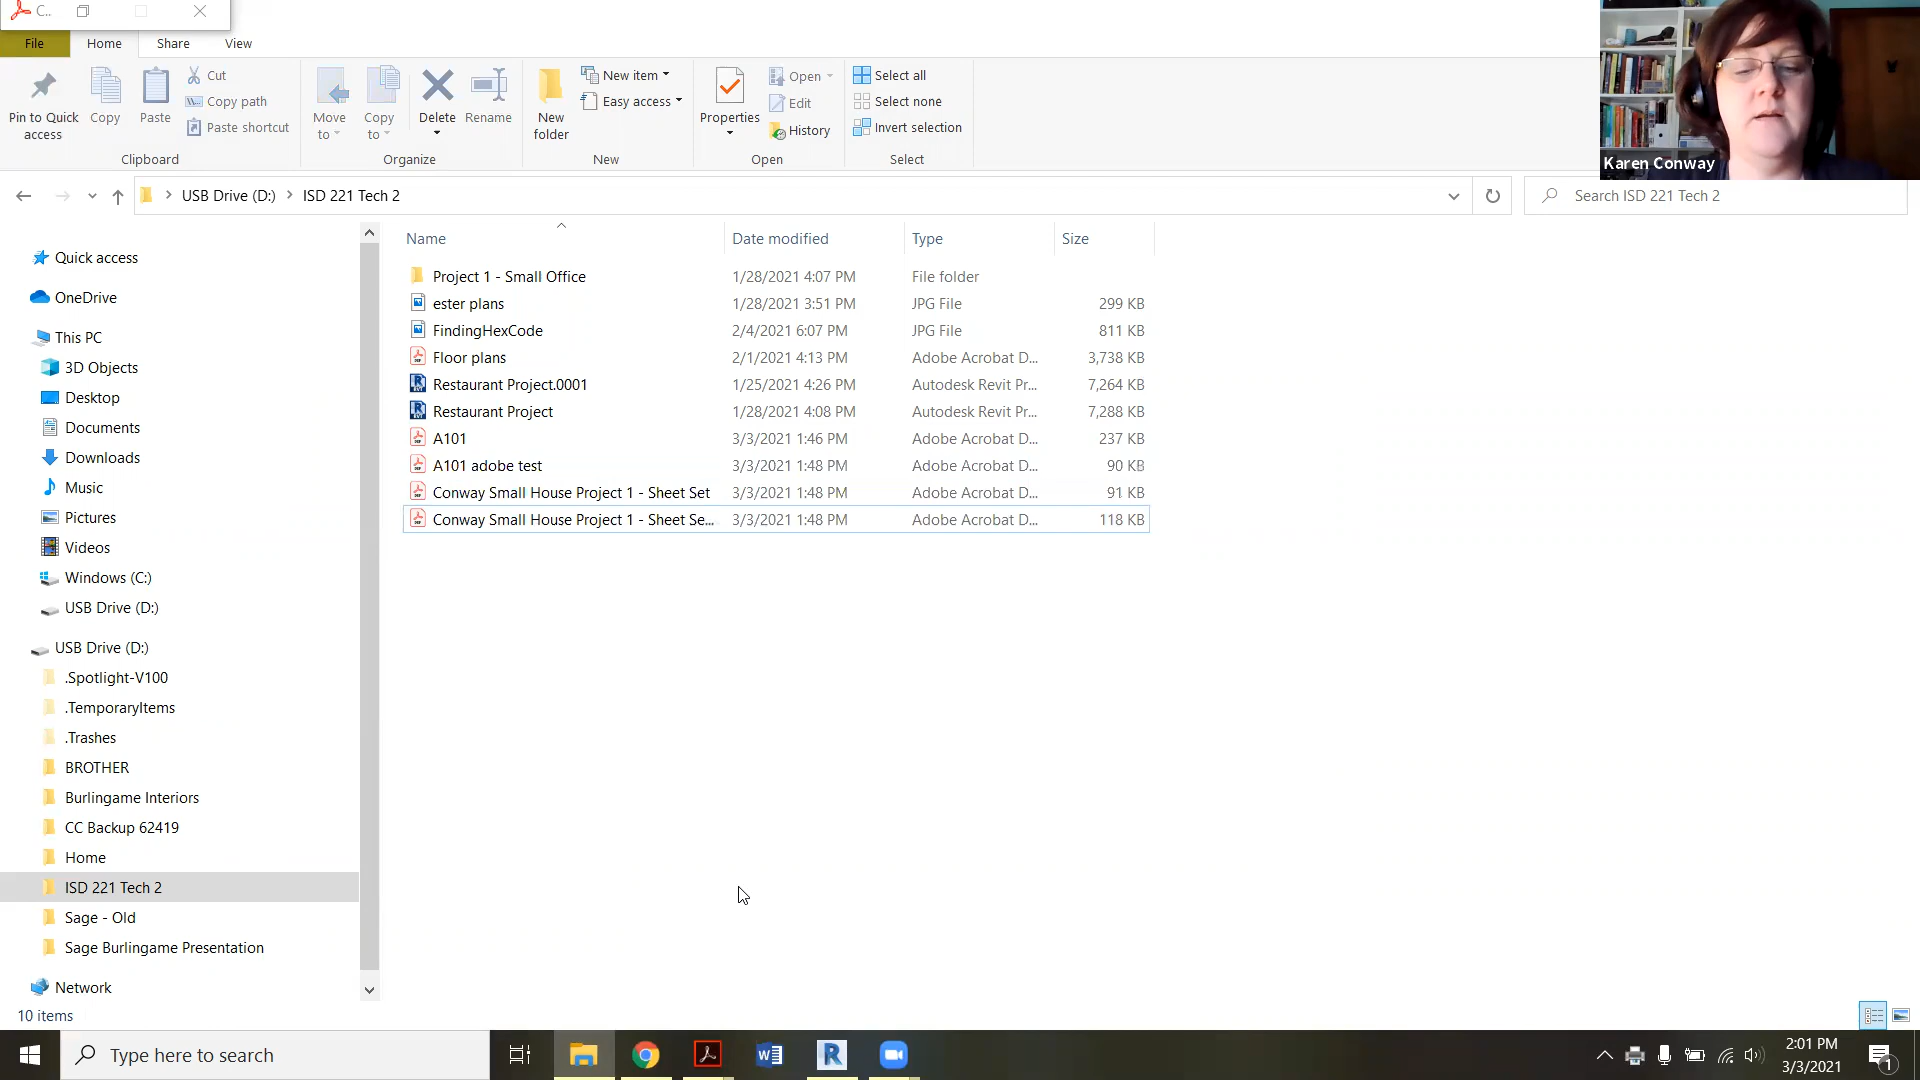 C...
File Home Share View
Pin to Quick access
Copy
Paste
Cut
Copy path
Paste shortcut
Clipboard
Move to
Copy to
Delete
Rename
Organize
New folder
New item
Easy access
New
Properties
Open
Edit
History
Open
Select all
Select none
Invert selection
Select
Karen Conway
USB Drive (D:) > ISD 221 Tech 2
Search ISD 221 Tech 2
Quick access
OneDrive
This PC
3D Objects
Desktop
Documents
Downloads
Music
Pictures
Videos
Windows (C:)
USB Drive (D:)
USB Drive (D:)
.Spotlight-V100
.TemporaryItems
.Trashes
BROTHER
Burlingame Interiors
CC Backup 62419
Home
ISD 221 Tech 2
Sage - Old
Sage Burlingame Presentation
Network
Name Date modified Type Size
Project 1 - Small Office 1/28/2021 4:07 PM File folder
ester plans 1/28/2021 3:51 PM JPG File 299 KB
FindingHexCode 2/4/2021 6:07 PM JPG File 811 KB
Floor plans 2/1/2021 4:13 PM Adobe Acrobat D... 3,738 KB
Restaurant Project.0001 1/25/2021 4:26 PM Autodesk Revit Pr... 7,264 KB
Restaurant Project 1/28/2021 4:08 PM Autodesk Revit Pr... 7,288 KB
A101 3/3/2021 1:46 PM Adobe Acrobat D... 237 KB
A101 adobe test 3/3/2021 1:48 PM Adobe Acrobat D... 90 KB
Conway Small House Project 1 - Sheet Set 3/3/2021 1:48 PM Adobe Acrobat D... 91 KB
Conway Small House Project 1 - Sheet Se... 3/3/2021 1:48 PM Adobe Acrobat D... 118 KB
10 items
Type here to search
2:01 PM
3/3/2021
1